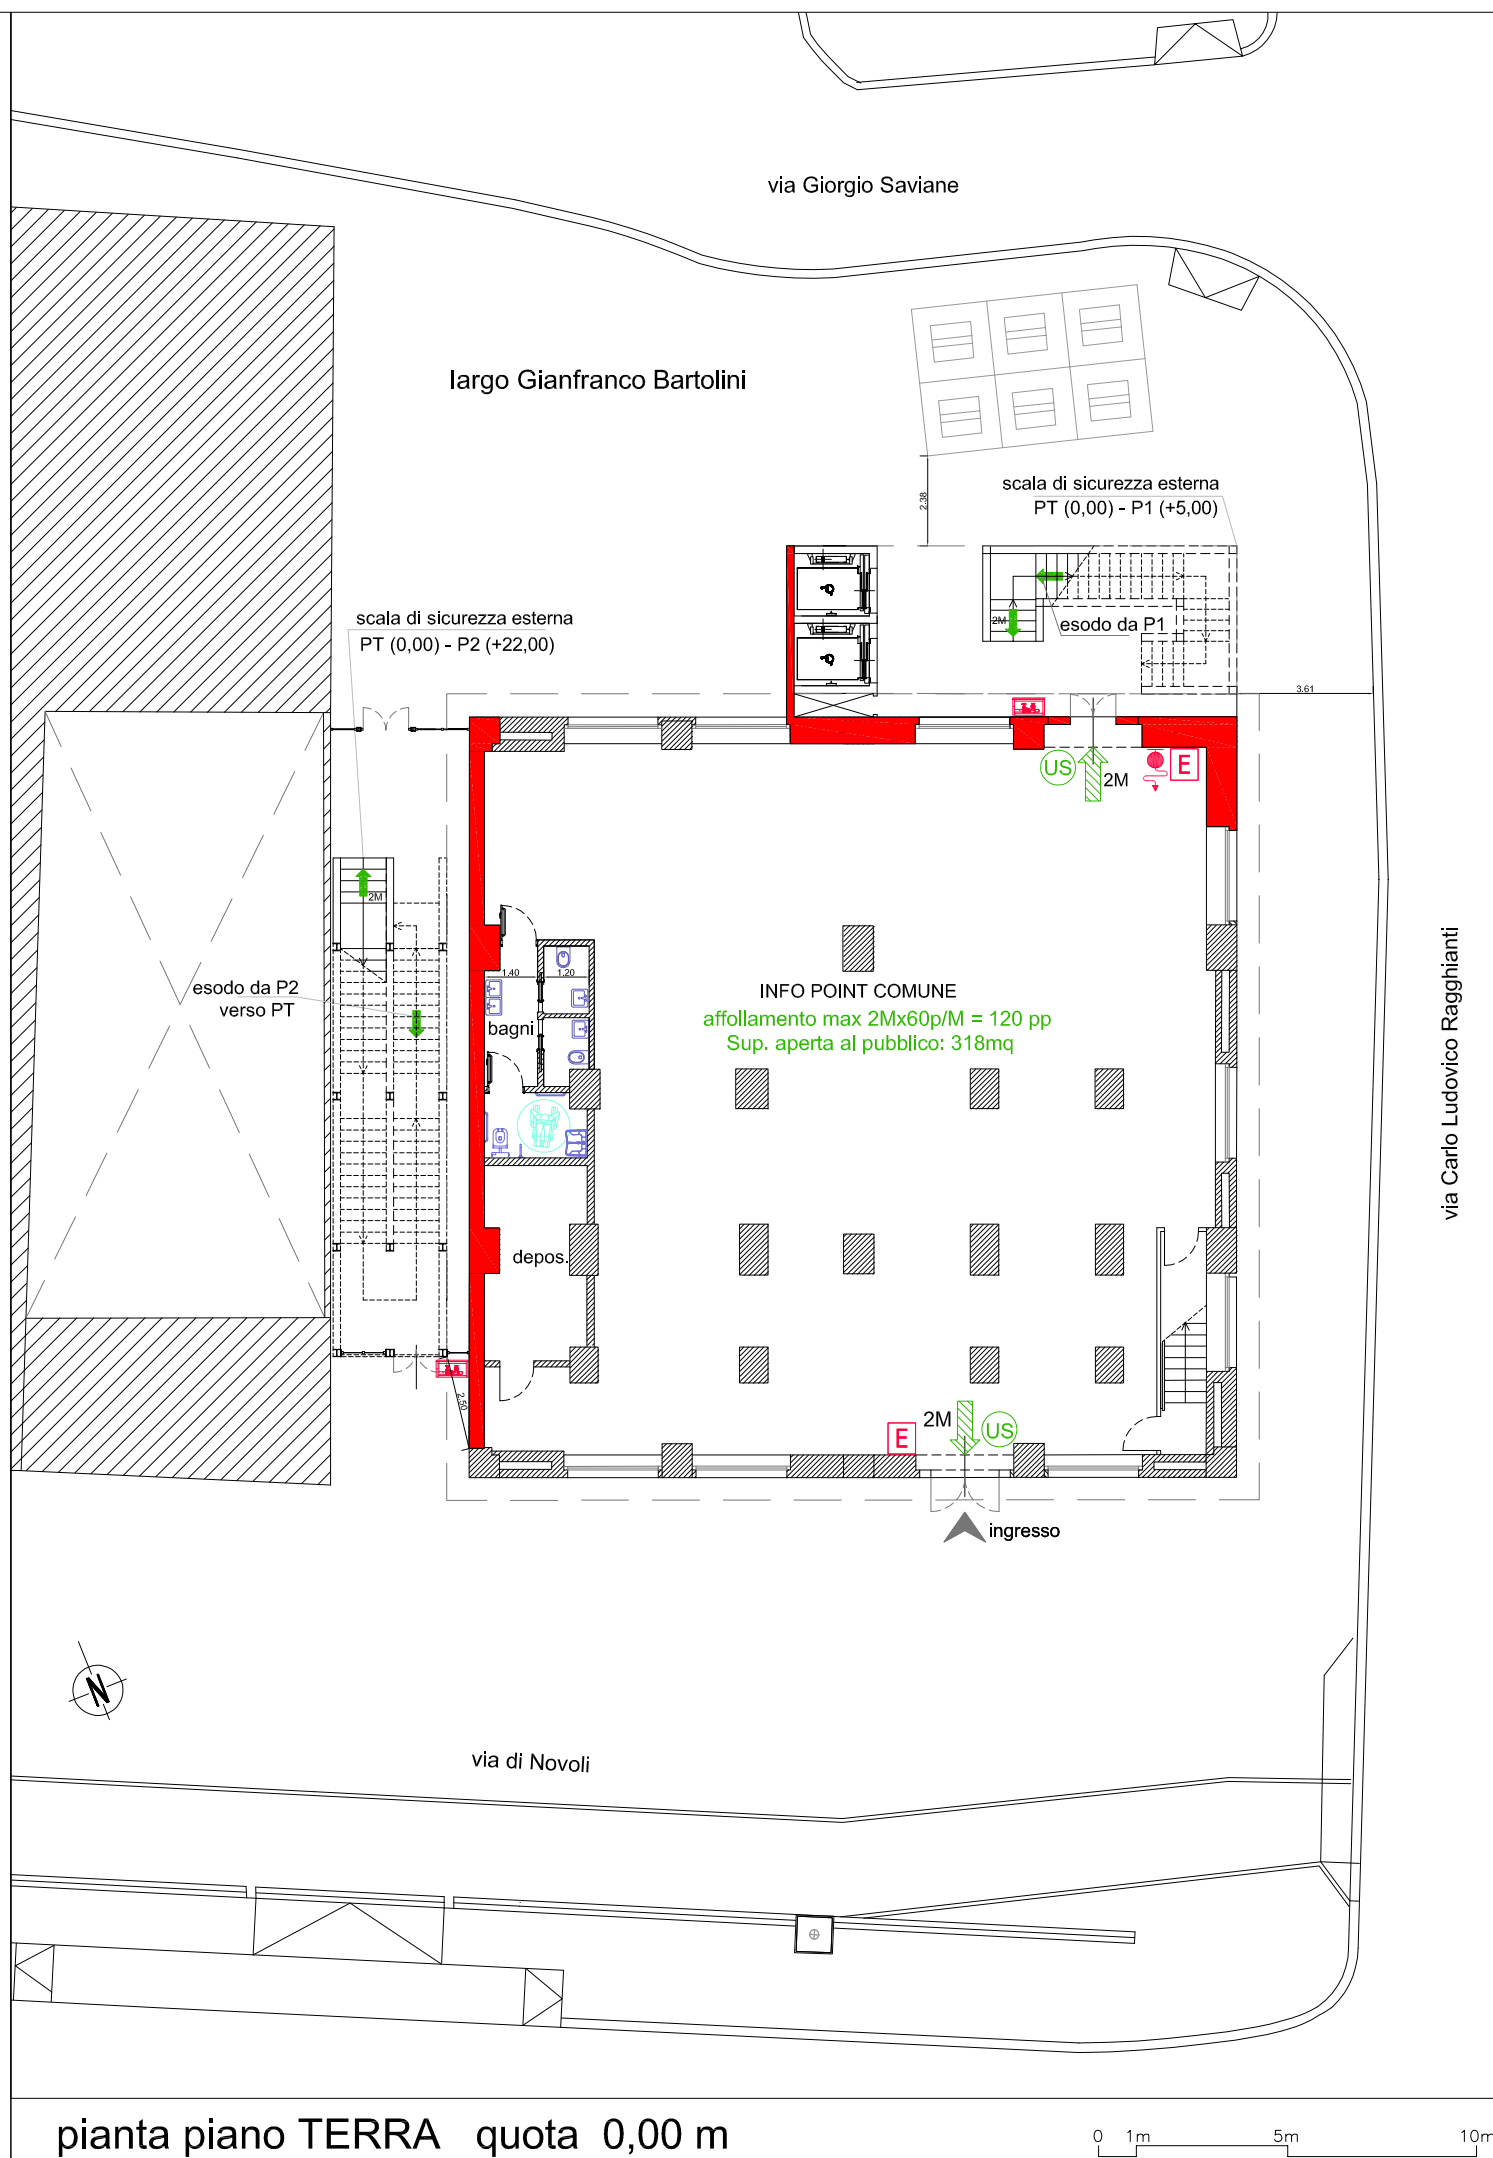 via Giorgio Saviane
largo Gianfranco Bartolini
2.38
scala di sicurezza esterna
PT (0,00) - P1 (+5,00)
scala di sicurezza esterna
PT (0,00) - P2 (+22,00)
2M
esodo da P1
3.61
US
2M
E
2M
esodo da P2
verso PT
1.40
1.20
bagni
INFO POINT COMUNE
affollamento max 2Mx60p/M = 120 pp
Sup. aperta al pubblico: 318mq
via Carlo Ludovico Ragghianti
depos.
2.50
E
2M
US
ingresso
N
via di Novoli
pianta piano TERRA quota 0,00 m
0 1m 5m 10m